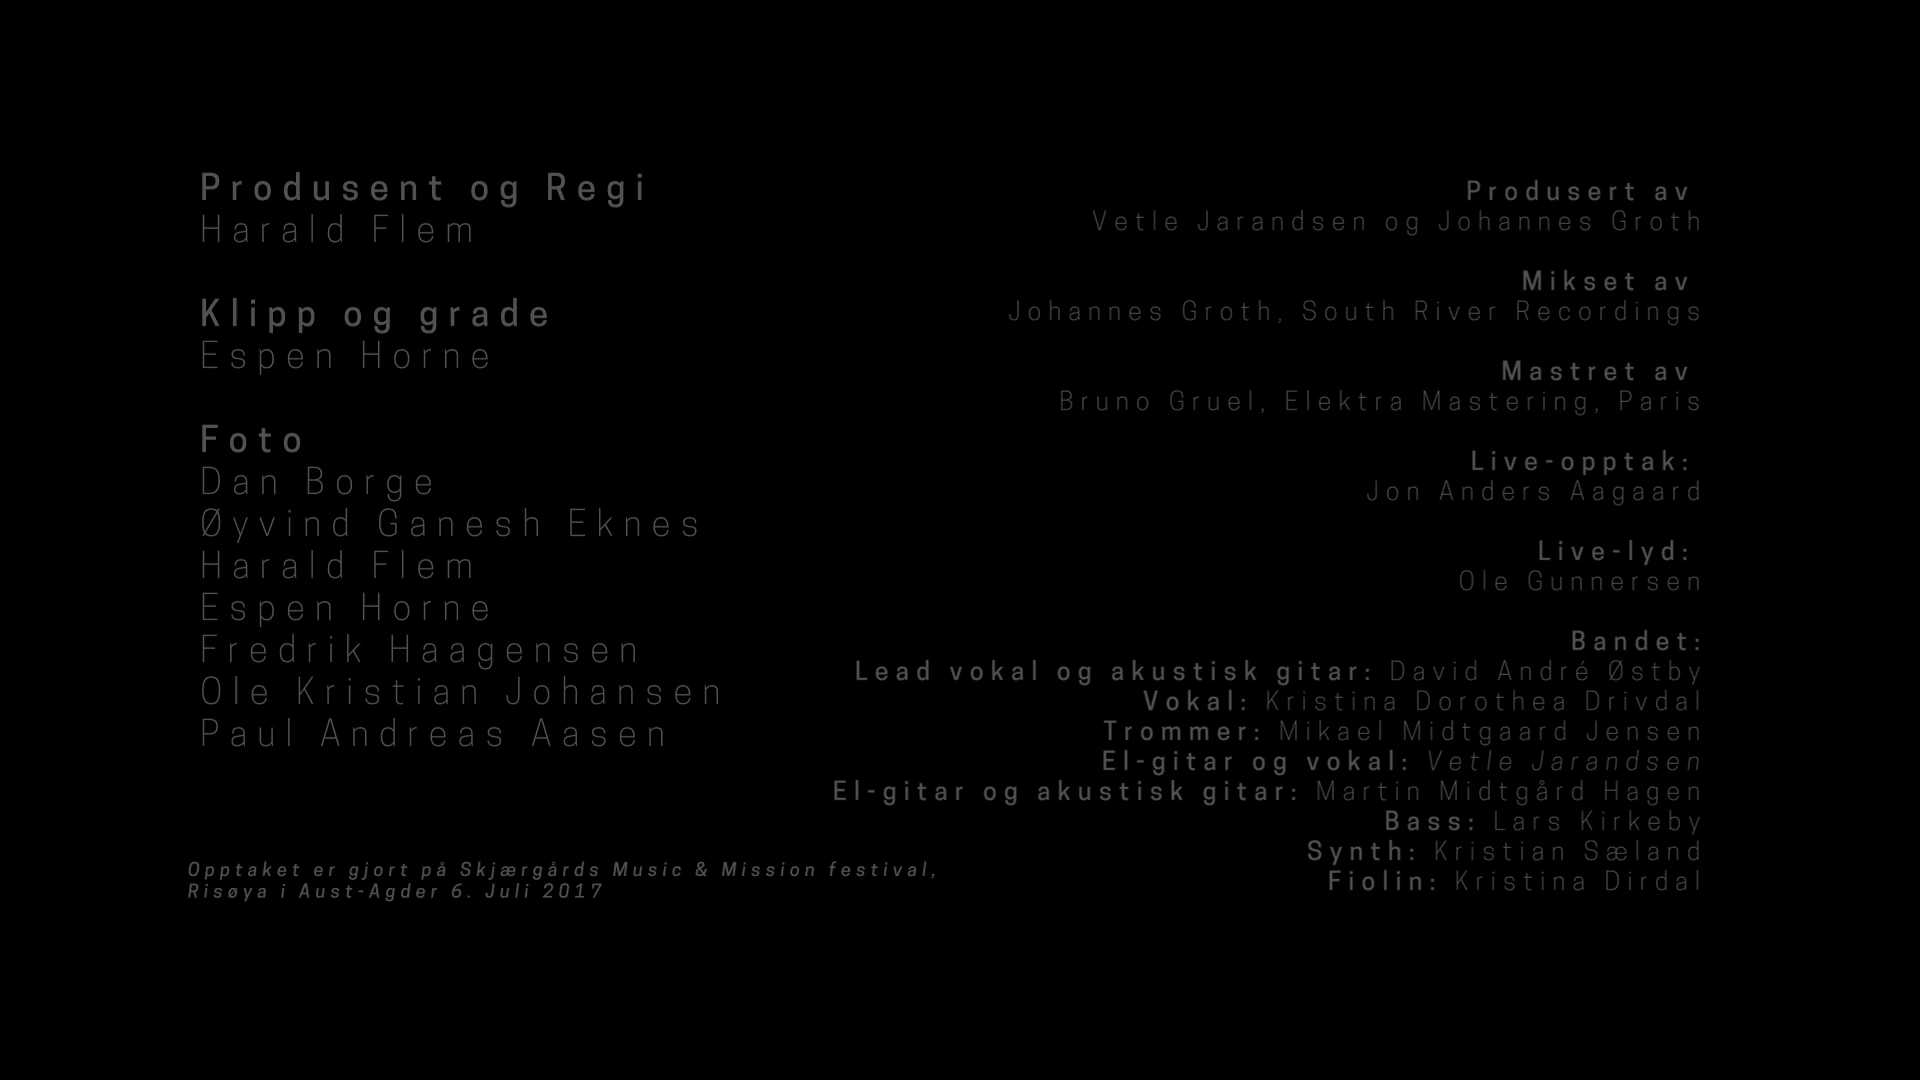 Produsent og Regi
Harald Flem
Klipp og grade
Espen Horne
Foto
Dan Borge
Øyvind Ganesh Eknes
Harald Flem
Espen Horne
Fredrik Haagensen
Ole Kristian Johansen
Paul Andreas Aasen
Opptaket er gjort på Skjærgårds Music & Mission festival,
Risøya i Aust-Agder 6. Juli 2017
Produsert av
Vetle Jarandsen og Johannes Groth
Mikset av
Johannes Groth, South River Recordings
Mastret av
Bruno Gruel, Elektra Mastering, Paris
Live-opptak:
Jon Anders Aagaard
Live-lyd:
Ole Gunnersen
Bandet:
Lead vokal og akustisk gitar: David André Østby
Vokal: Kristina Dorothea Drivdal
Trommer: Mikael Midtgaard Jensen
El-gitar og vokal: Vetle Jarandsen
El-gitar og akustisk gitar: Martin Midtgård Hagen
Bass: Lars Kirkeby
Synth: Kristian Sæland
Fiolin: Kristina Dirdal